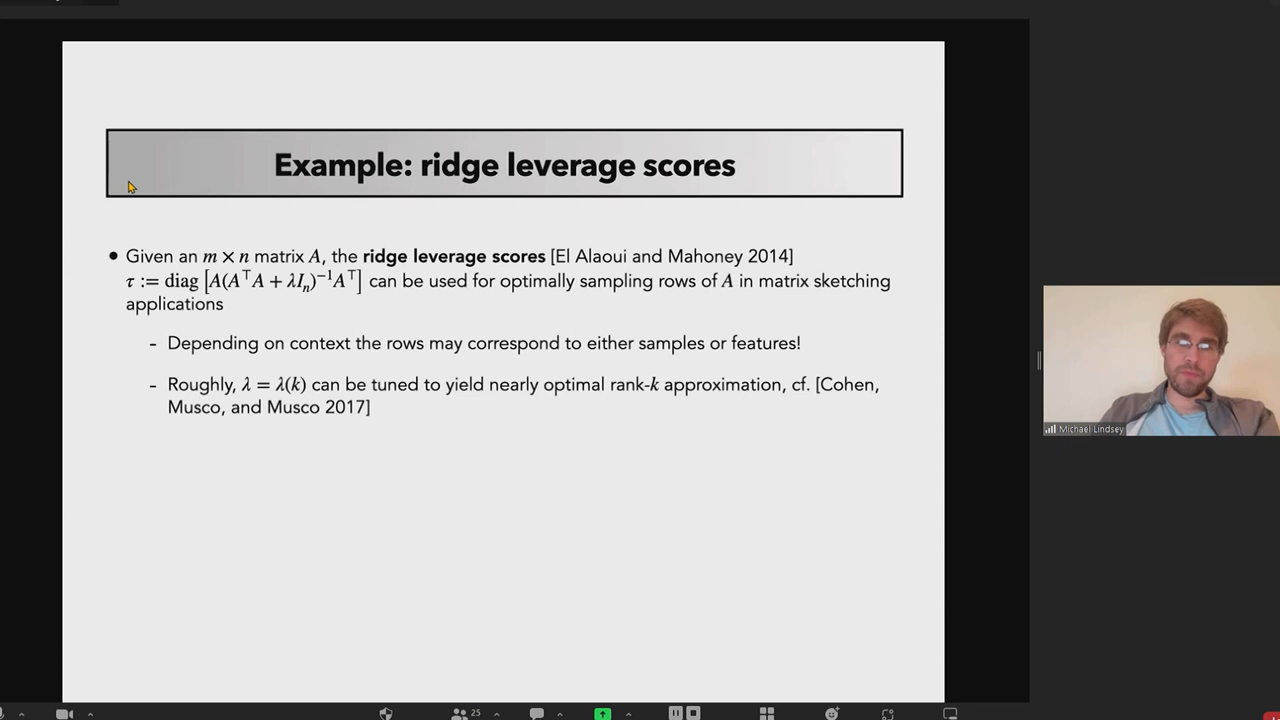 Example: ridge leverage scores
• Given an m × n matrix A, the ridge leverage scores [El Alaoui and Mahoney 2014]
τ := diag [A(A⊤A + λIₙ)⁻¹A⊤] can be used for optimally sampling rows of A in matrix sketching
applications
- Depending on context the rows may correspond to either samples or features!
- Roughly, λ = λ(k) can be tuned to yield nearly optimal rank-k approximation, cf. [Cohen,
Musco, and Musco 2017]
Michael Lindsey
25